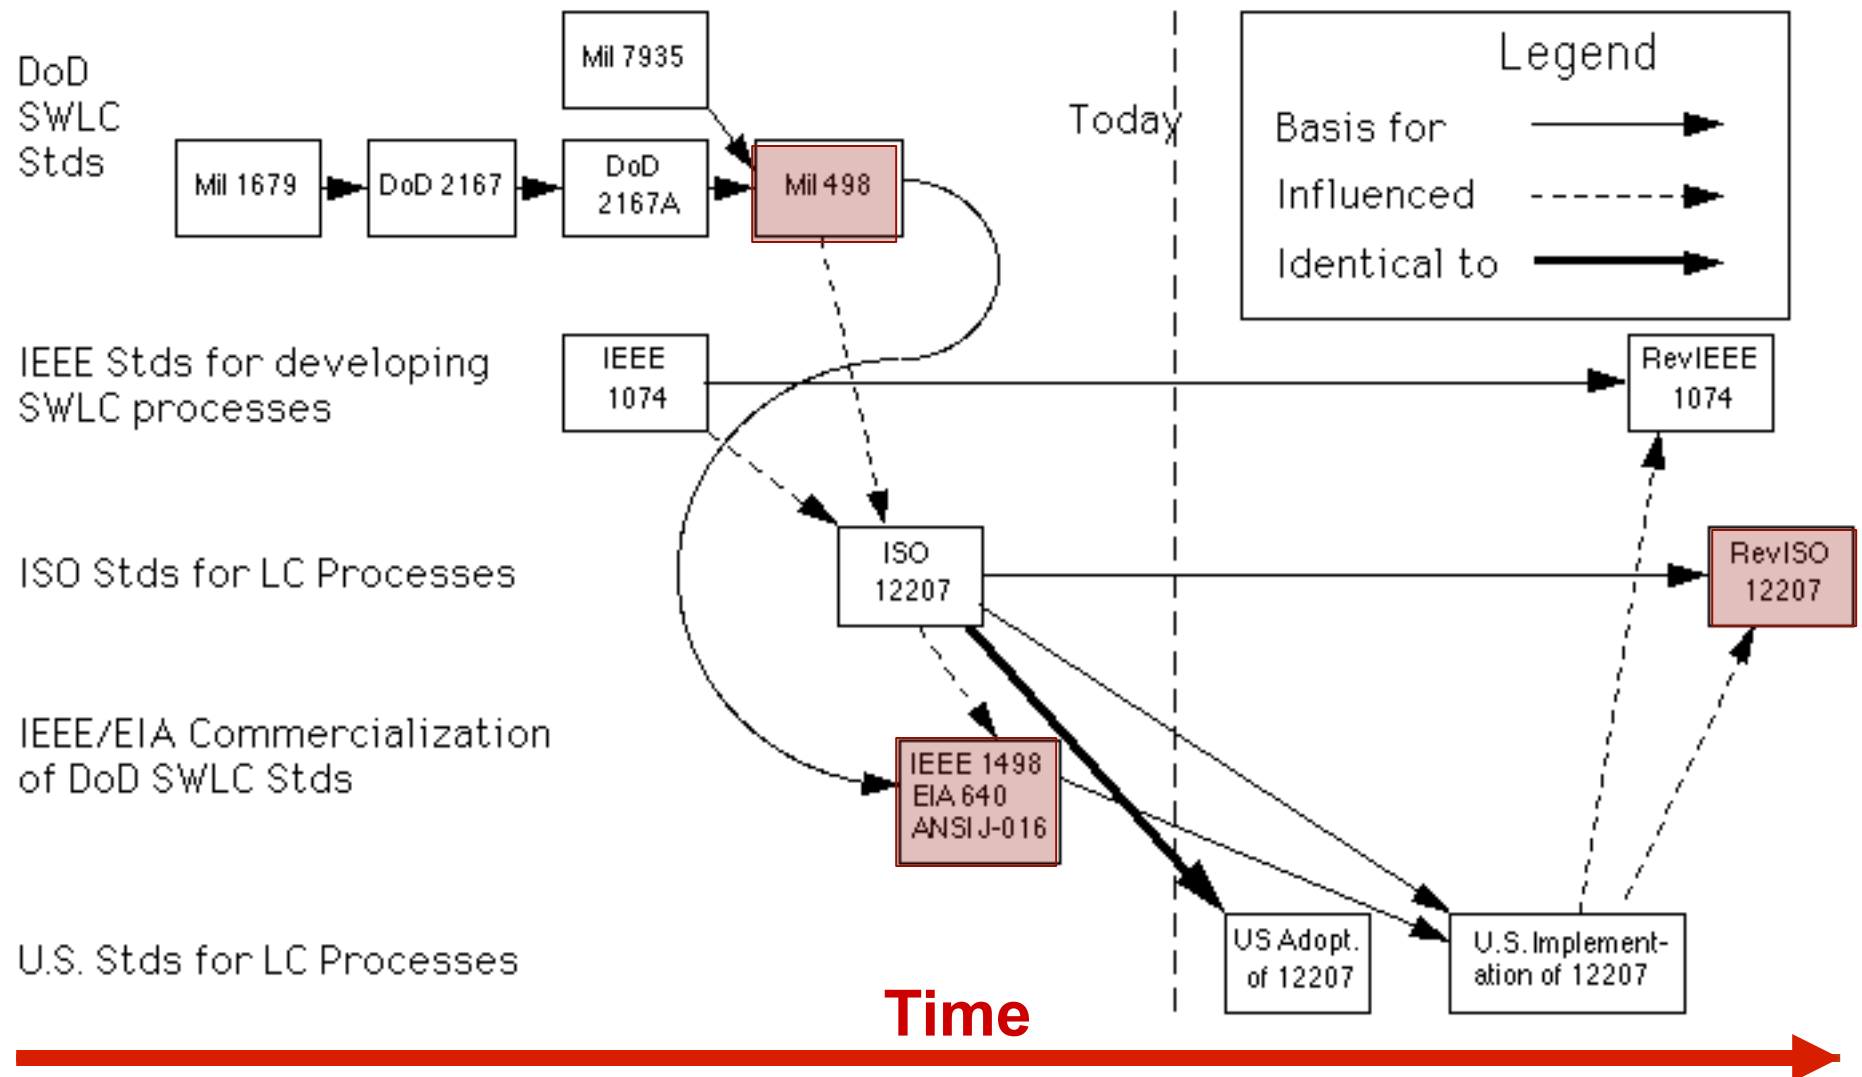 DoD
SWLC
Stds
Mil 7935
Mil 1679
DoD 2167
DoD
2167A
Mil 498
Today
Legend
Basis for
Influenced
Identical to
IEEE Stds for developing
SWLC processes
IEEE
1074
RevIEEE
1074
ISO Stds for LC Processes
ISO
12207
RevISO
12207
IEEE/EIA Commercialization
of DoD SWLC Stds
IEEE 1498
EIA 640
ANSI J-016
U.S. Stds for LC Processes
US Adopt.
of 12207
U.S. Implement-
ation of 12207
Time